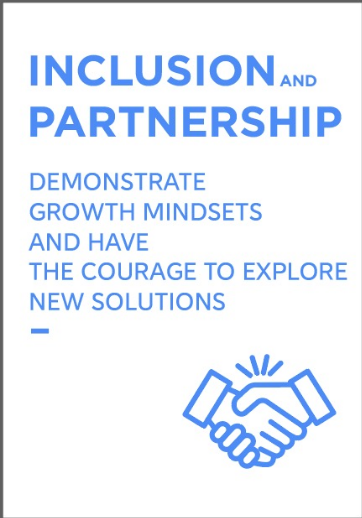 INCLUSION AND
PARTNERSHIP
DEMONSTRATE
GROWTH MINDSETS
AND HAVE
THE COURAGE TO EXPLORE
NEW SOLUTIONS